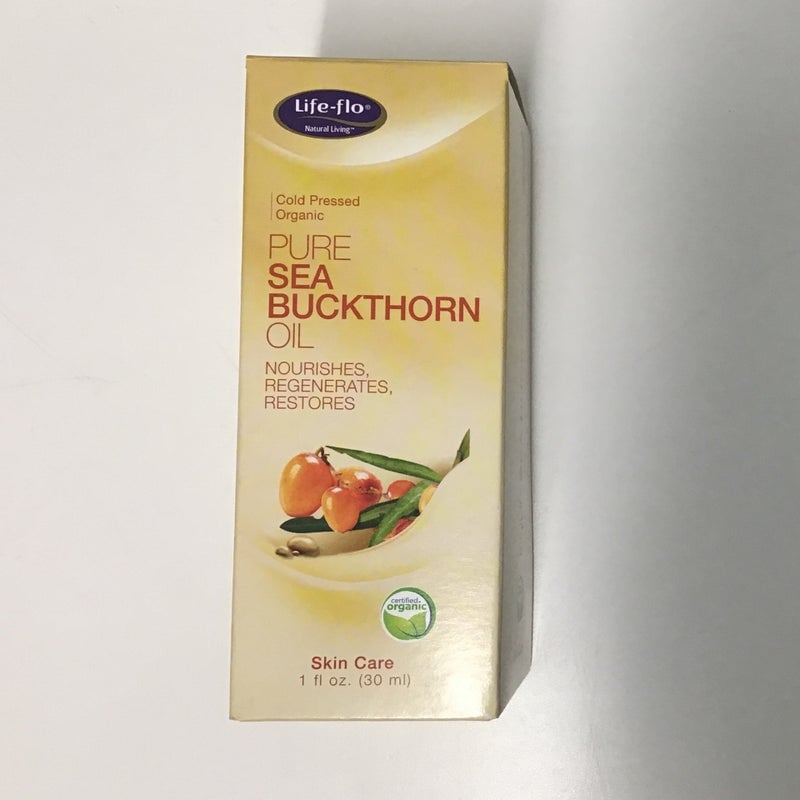 Life-flo®
Natural Living™
Cold Pressed
Organic
PURE
SEA
BUCKTHORN
OIL
NOURISHES,
REGENERATES,
RESTORES
certified
organic
Skin Care
1 fl oz. (30 ml)